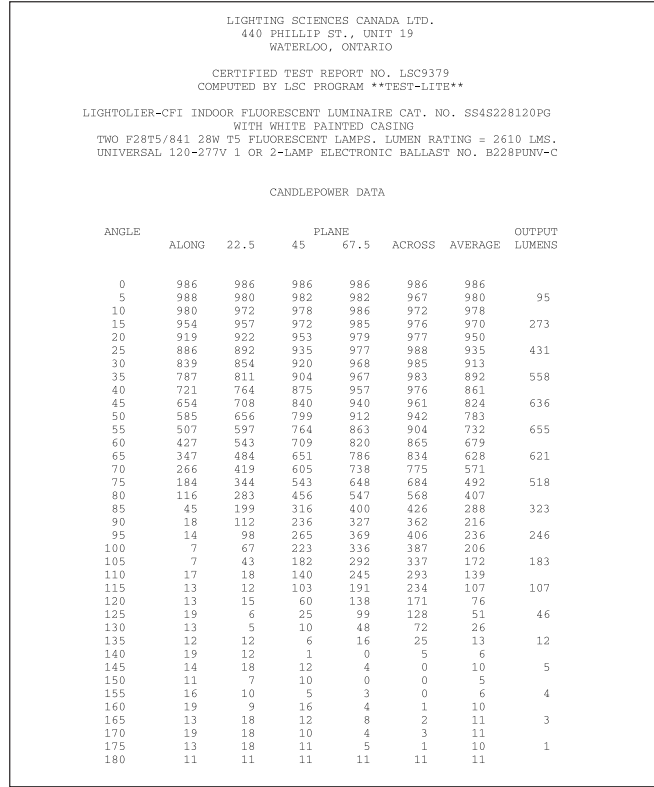 LIGHTING SCIENCES CANADA LTD.
440 PHILLIP ST., UNIT 19
WATERLOO, ONTARIO
CERTIFIED TEST REPORT NO. LSC9379
COMPUTED BY LSC PROGRAM **TEST-LITE**
LIGHTOLIER-CFI INDOOR FLUORESCENT LUMINAIRE CAT. NO. SS4S228120PG
WITH WHITE PAINTED CASING
TWO F28T5/841 28W T5 FLUORESCENT LAMPS. LUMEN RATING = 2610 LMS.
UNIVERSAL 120-277V 1 OR 2-LAMP ELECTRONIC BALLAST NO. B228PUNV-C
CANDLEPOWER DATA
ANGLE PLANE OUTPUT
ALONG 22.5 45 67.5 ACROSS AVERAGE LUMENS
0 986 986 986 986 986 986
5 988 980 982 982 967 980 95
10 980 972 978 986 972 978
15 954 957 972 985 976 970 273
20 919 922 953 979 977 950
25 886 892 935 977 988 935 431
30 839 854 920 968 985 913
35 787 811 904 967 983 892 558
40 721 764 875 957 976 861
45 654 708 840 940 961 824 636
50 585 656 799 912 942 783
55 507 597 764 863 904 732 655
60 427 543 709 820 865 679
65 347 484 651 786 834 628 621
70 266 419 605 738 775 571
75 184 344 543 648 684 492 518
80 116 283 456 547 568 407
85 45 199 316 400 426 288 323
90 18 112 236 327 362 216
95 14 98 265 369 406 236 246
100 7 67 223 336 387 206
105 7 43 182 292 337 172 183
110 17 18 140 245 293 139
115 13 12 103 191 234 107 107
120 13 15 60 138 171 76
125 19 6 25 99 128 51 46
130 13 5 10 48 72 26
135 12 12 6 16 25 13 12
140 19 12 1 0 5 6
145 14 18 12 4 0 10 5
150 11 7 10 0 0 5
155 16 10 5 3 0 6 4
160 19 9 16 4 1 10
165 13 18 12 8 2 11 3
170 19 18 10 4 3 11
175 13 18 11 5 1 10 1
180 11 11 11 11 11 11